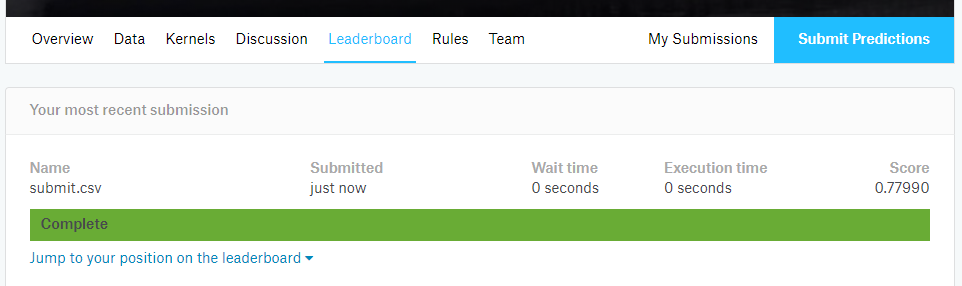 Overview Data Kernels Discussion Leaderboard Rules Team My Submissions Submit Predictions
Your most recent submission
Name Submitted Wait time Execution time Score
submit.csv just now 0 seconds 0 seconds 0.77990
Complete
Jump to your position on the leaderboard